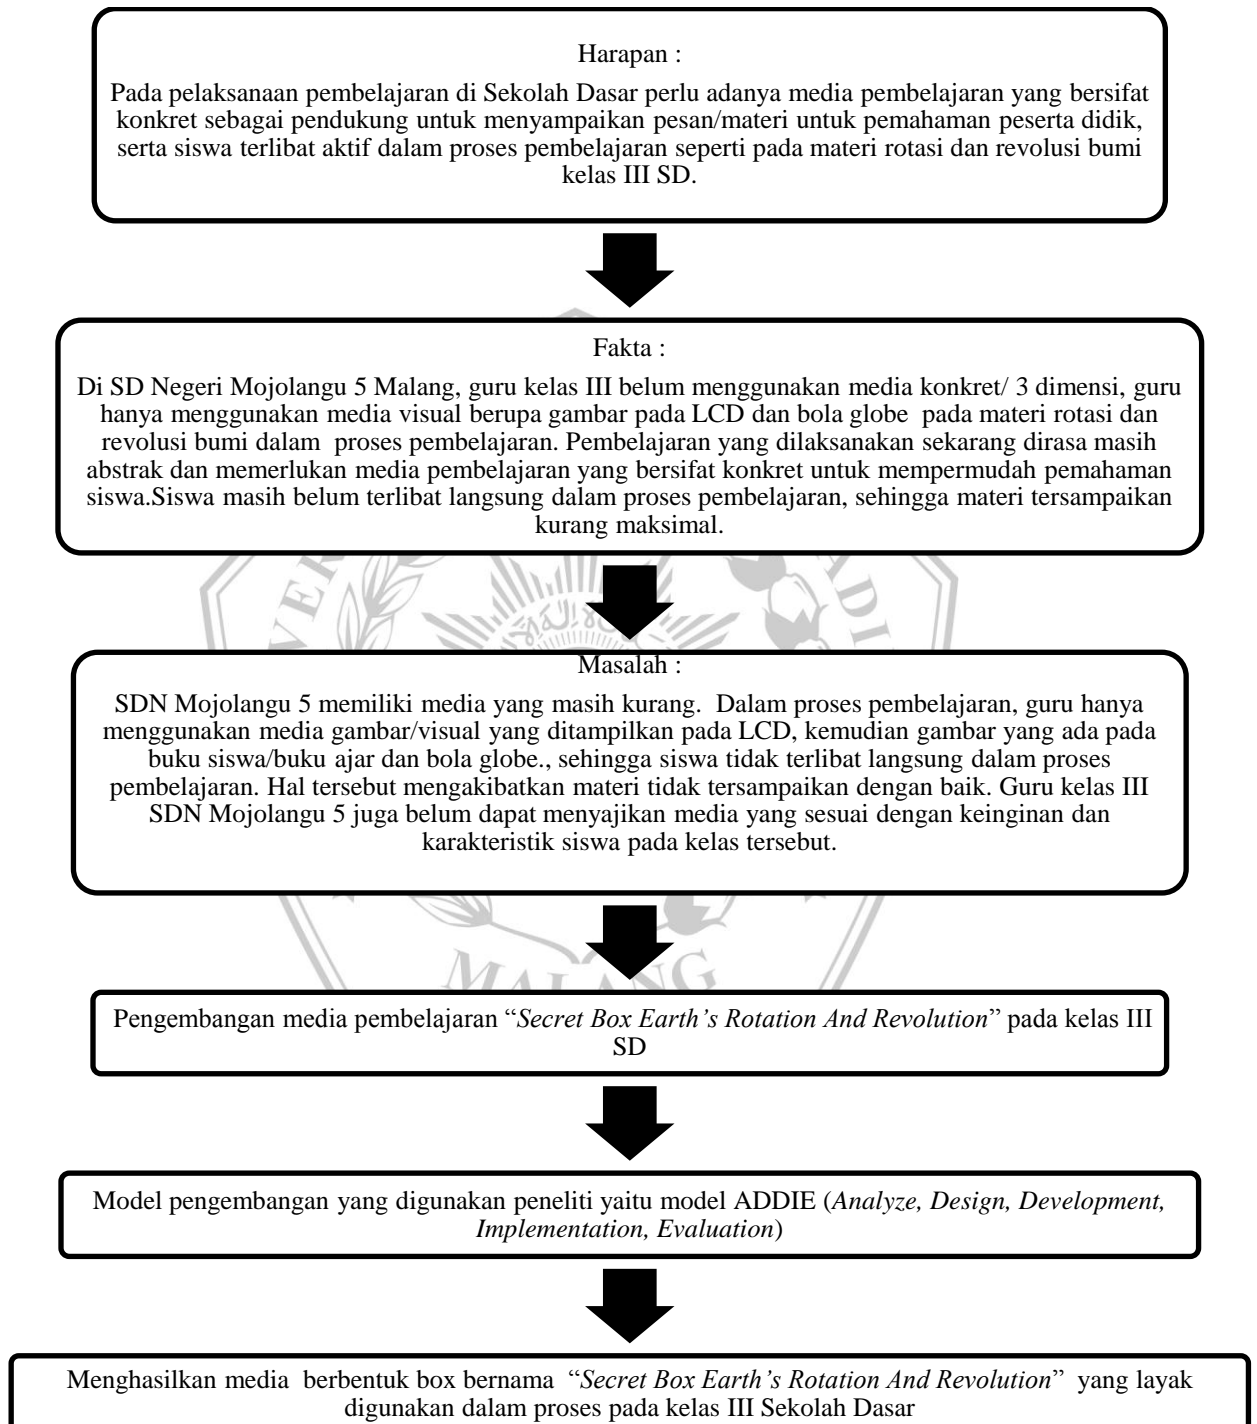 Harapan :
Pada pelaksanaan pembelajaran di Sekolah Dasar perlu adanya media pembelajaran yang bersifat
konkret sebagai pendukung untuk menyampaikan pesan/materi untuk pemahaman peserta didik,
serta siswa terlibat aktif dalam proses pembelajaran seperti pada materi rotasi dan revolusi bumi
kelas III SD.
Fakta :
Di SD Negeri Mojolangu 5 Malang, guru kelas III belum menggunakan media konkret/ 3 dimensi, guru
hanya menggunakan media visual berupa gambar pada LCD dan bola globe  pada materi rotasi dan
revolusi bumi dalam  proses pembelajaran. Pembelajaran yang dilaksanakan sekarang dirasa masih
abstrak dan memerlukan media pembelajaran yang bersifat konkret untuk mempermudah pemahaman
siswa.Siswa masih belum terlibat langsung dalam proses pembelajaran, sehingga materi tersampaikan
kurang maksimal.
Masalah :
SDN Mojolangu 5 memiliki media yang masih kurang.  Dalam proses pembelajaran, guru hanya
menggunakan media gambar/visual yang ditampilkan pada LCD, kemudian gambar yang ada pada
buku siswa/buku ajar dan bola globe., sehingga siswa tidak terlibat langsung dalam proses
pembelajaran. Hal tersebut mengakibatkan materi tidak tersampaikan dengan baik. Guru kelas III
SDN Mojolangu 5 juga belum dapat menyajikan media yang sesuai dengan keinginan dan
karakteristik siswa pada kelas tersebut.
MALANG
Pengembangan media pembelajaran “Secret Box Earth’s Rotation And Revolution” pada kelas III
SD
Model pengembangan yang digunakan peneliti yaitu model ADDIE (Analyze, Design, Development,
Implementation, Evaluation)
Menghasilkan media  berbentuk box bernama  “Secret Box Earth’s Rotation And Revolution”  yang layak
digunakan dalam proses pada kelas III Sekolah Dasar